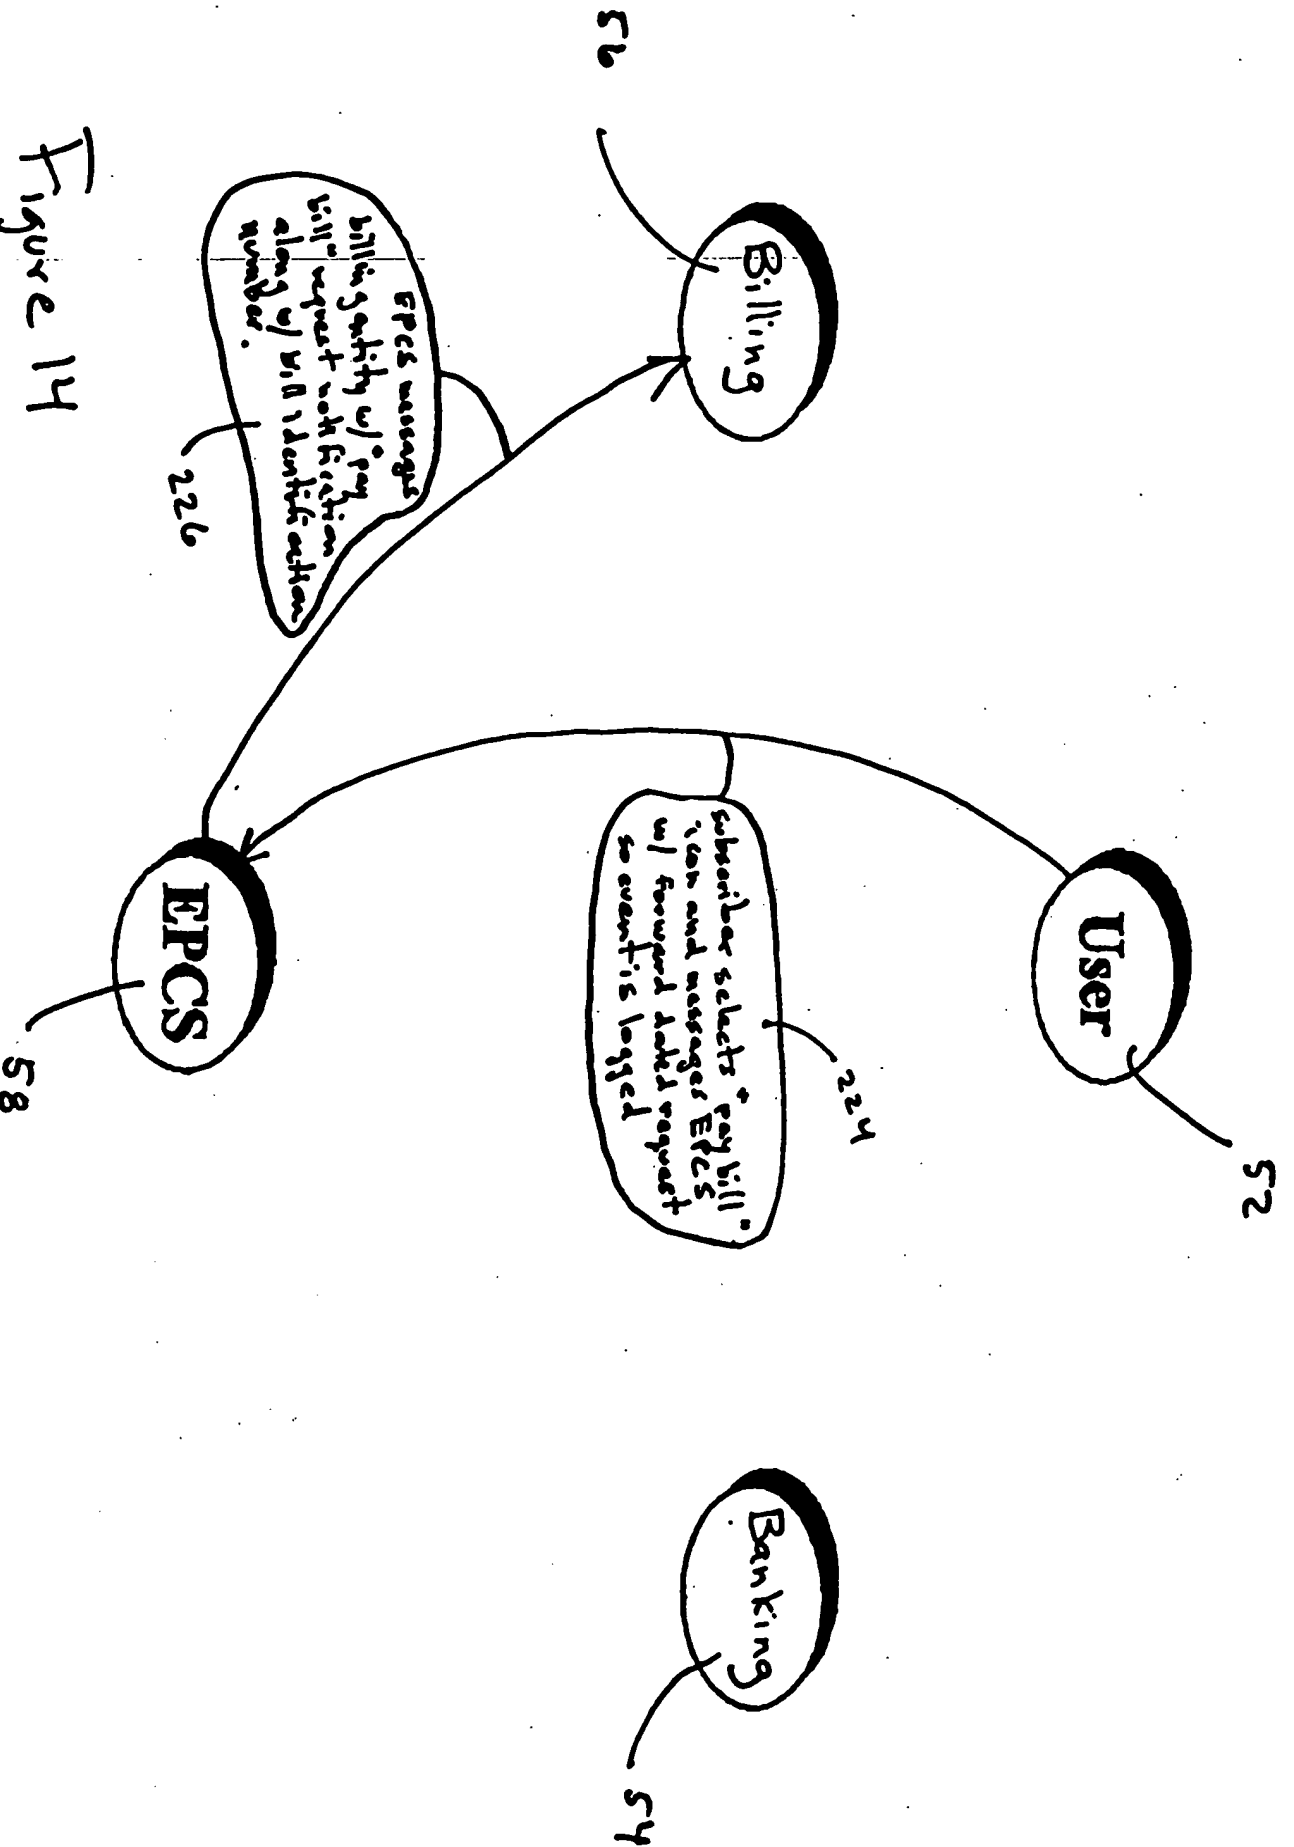 52
User
224
subscriber selects "pay bill"
icon and messages EPCS
w/ forward dated request
so event is logged
56
Billing
Banking
54
EPCS messages
billing entity w/ "pay
bill" request notification
along w/ bill identification
number.
226
EPCS
58
Figure 14